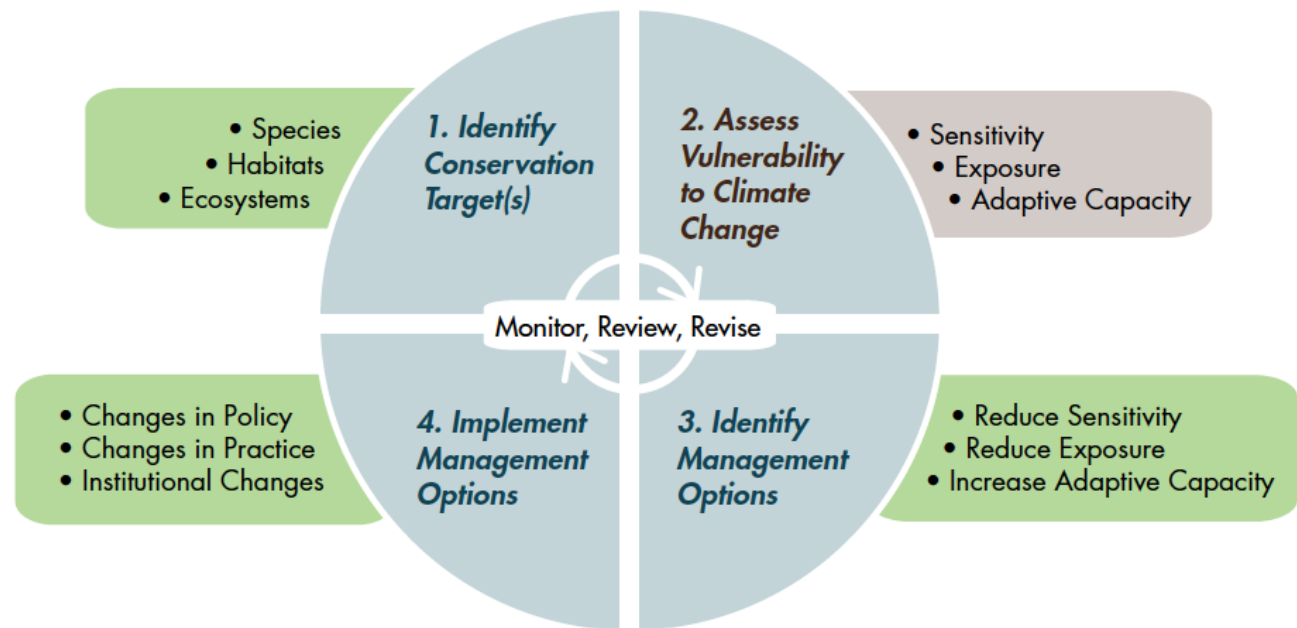 1. Identify
Conservation
Target(s)
• Species
• Habitats
• Ecosystems
2. Assess
Vulnerability
to Climate
Change
• Sensitivity
• Exposure
• Adaptive Capacity
Monitor, Review, Revise
3. Identify
Management
Options
• Reduce Sensitivity
• Reduce Exposure
• Increase Adaptive Capacity
4. Implement
Management
Options
• Changes in Policy
• Changes in Practice
• Institutional Changes